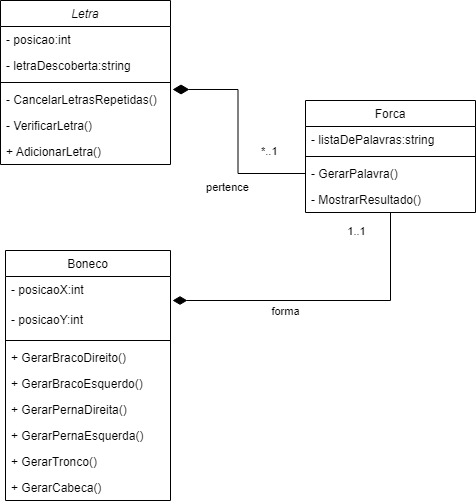 Letra
- posicao:int
- letraDescoberta:string
- CancelarLetrasRepetidas()
- VerificarLetra()
+ AdicionarLetra()
pertence
*..1
Forca
- listaDePalavras:string
- GerarPalavra()
- MostrarResultado()
1..1
forma
Boneco
- posicaoX:int
- posicaoY:int
+ GerarBracoDireito()
+ GerarBracoEsquerdo()
+ GerarPernaDireita()
+ GerarPernaEsquerda()
+ GerarTronco()
+ GerarCabeca()